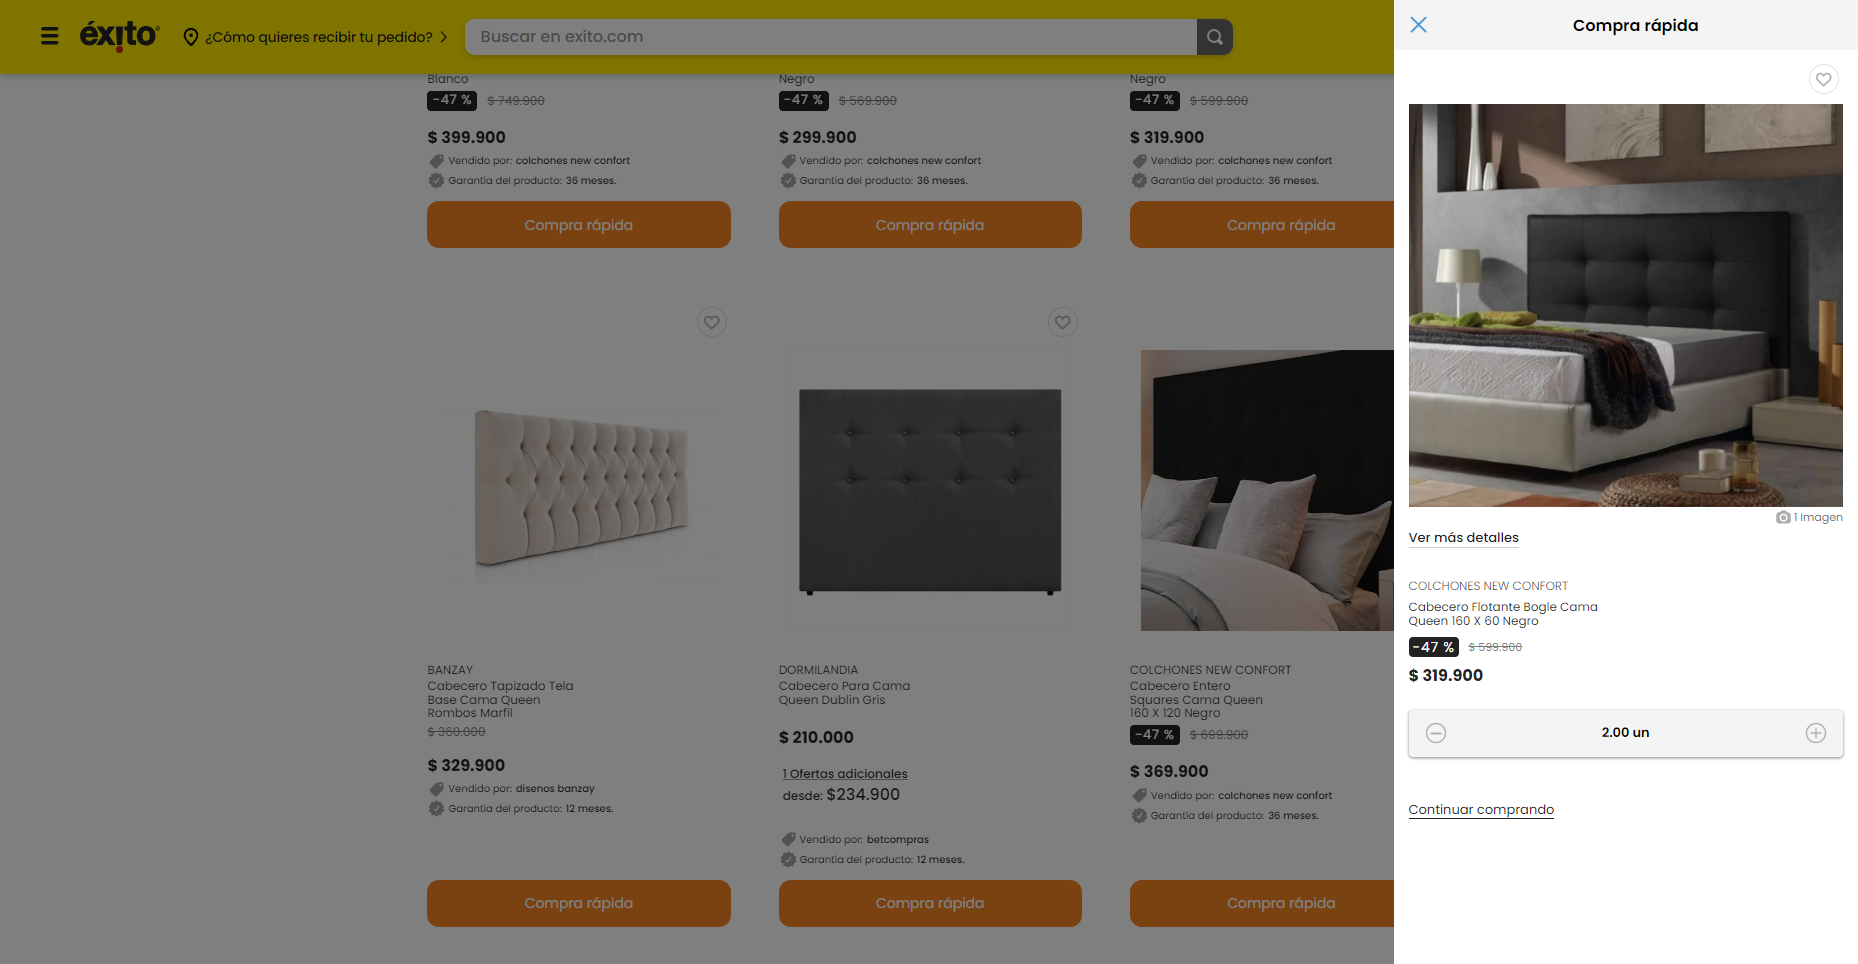 éxito
¿Cómo quieres recibir tu pedido?
Buscar en exito.com
Blanco
-47 % $ 749.900
$ 399.900
Vendido por: colchones new confort
Garantía del producto: 36 meses.
Compra rápida
Negro
-47 % $ 569.900
$ 299.900
Vendido por: colchones new confort
Garantía del producto: 36 meses.
Compra rápida
Negro
-47 % $ 599.900
$ 319.900
Vendido por: colchones new confort
Garantía del producto: 36 meses.
Compra rápida
BANZAY
Cabecero Tapizado Tela
Base Cama Queen
Rombos Marfil
$ 360.000
$ 329.900
Vendido por: disenos banzay
Garantía del producto: 12 meses.
Compra rápida
DORMILANDIA
Cabecero Para Cama
Queen Dublin Gris
$ 210.000
1 Ofertas adicionales
desde: $234.900
Vendido por: betcompras
Garantía del producto: 12 meses.
Compra rápida
COLCHONES NEW CONFORT
Cabecero Entero
Squares Cama Queen
160 X 120 Negro
-47 % $ 699.900
$ 369.900
Vendido por: colchones new confort
Garantía del producto: 36 meses.
Compra rápida
Compra rápida
1 Imagen
Ver más detalles
COLCHONES NEW CONFORT
Cabecero Flotante Bogle Cama
Queen 160 X 60 Negro
-47 % $ 599.900
$ 319.900
2.00 un
Continuar comprando